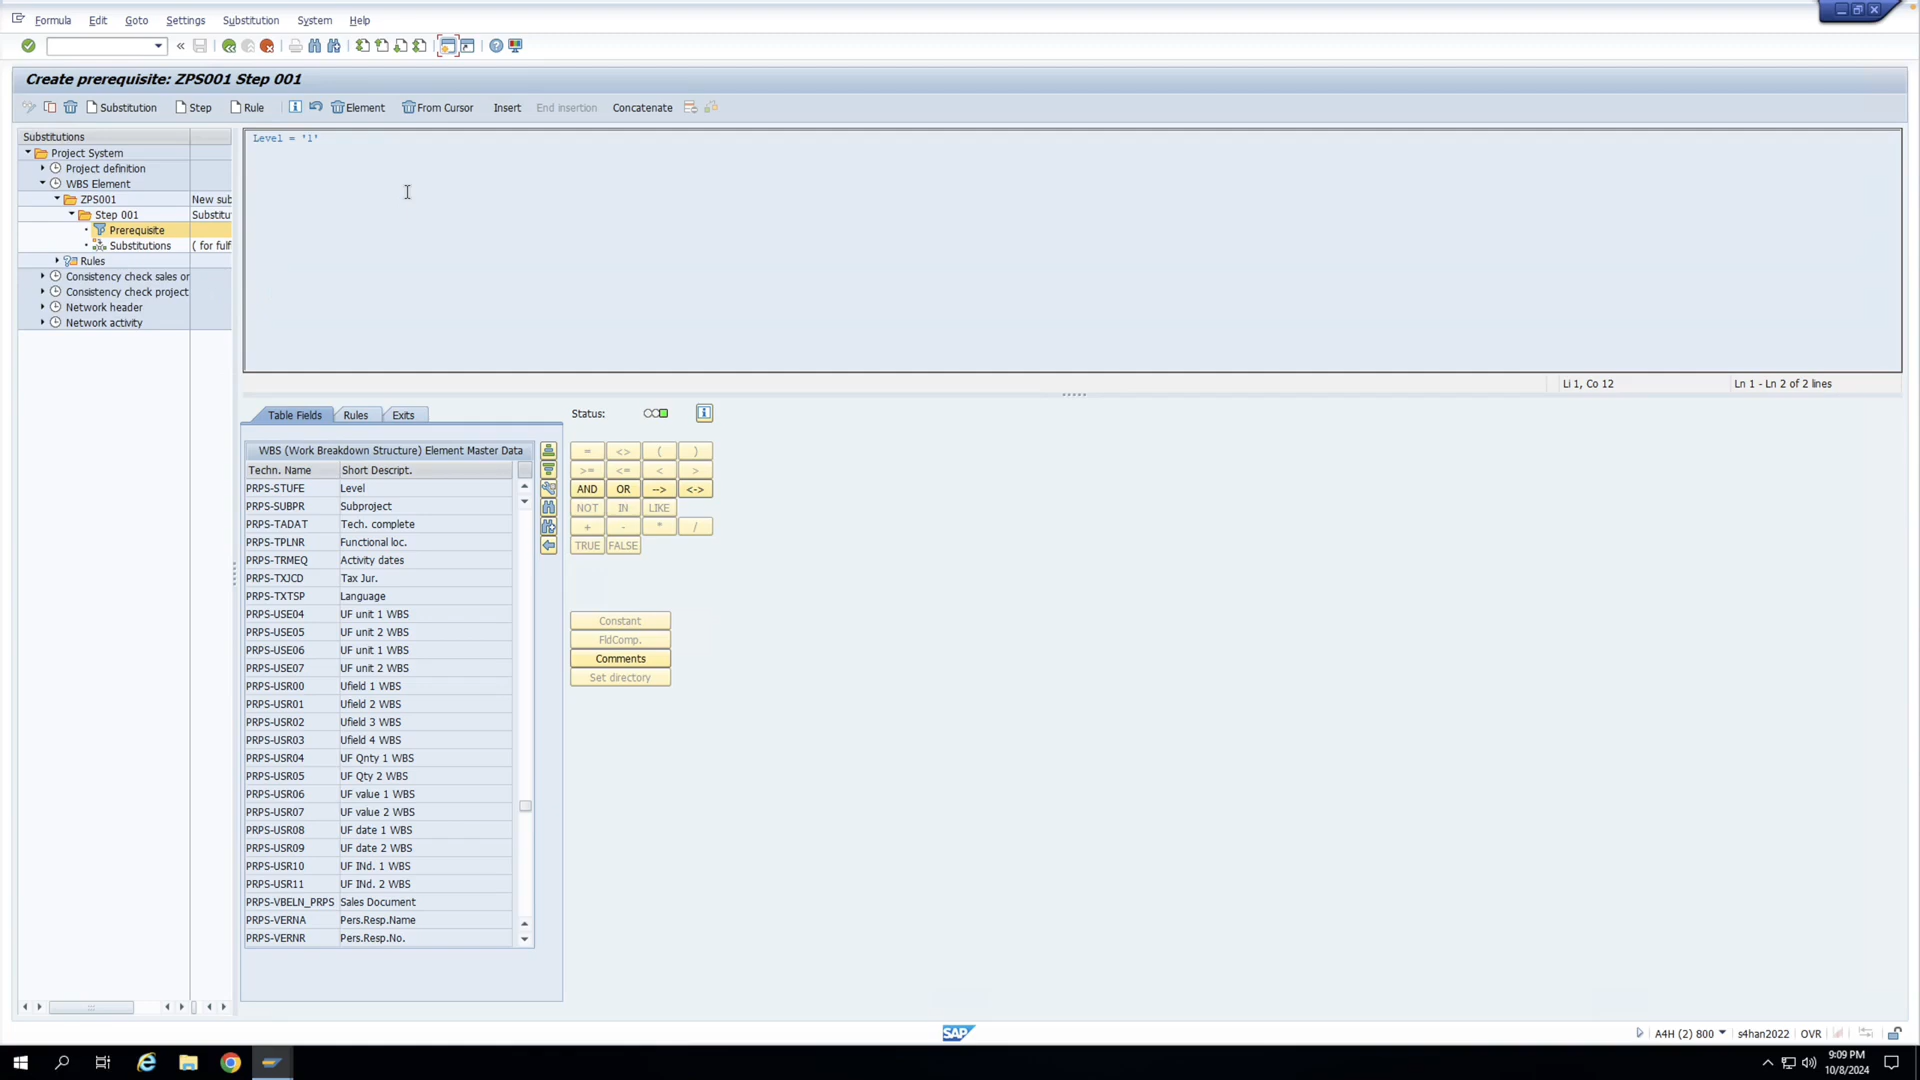 Formula Edit Goto Settings Substitution System Help
Create prerequisite: ZPS001 Step 001
Substitution Step Rule Element From Cursor Insert End insertion Concatenate
Substitutions
Project System
Project definition
WBS Element
ZPS001 New sub
Step 001 Substitu
Prerequisite
Substitutions ( for fulf
Rules
Consistency check sales or
Consistency check project
Network header
Network activity
Level = '1'
Li 1, Co 12 Ln 1 - Ln 2 of 2 lines
Table Fields Rules Exits Status:
WBS (Work Breakdown Structure) Element Master Data
Techn. Name Short Descript.
PRPS-STUFE Level
PRPS-SUBPR Subproject
PRPS-TADAT Tech. complete
PRPS-TPLNR Functional loc.
PRPS-TRMEQ Activity dates
PRPS-TXJCD Tax Jur.
PRPS-TXTSP Language
PRPS-USE04 UF unit 1 WBS
PRPS-USE05 UF unit 2 WBS
PRPS-USE06 UF unit 1 WBS
PRPS-USE07 UF unit 2 WBS
PRPS-USR00 Ufield 1 WBS
PRPS-USR01 Ufield 2 WBS
PRPS-USR02 Ufield 3 WBS
PRPS-USR03 Ufield 4 WBS
PRPS-USR04 UF Qnty 1 WBS
PRPS-USR05 UF Qty 2 WBS
PRPS-USR06 UF value 1 WBS
PRPS-USR07 UF value 2 WBS
PRPS-USR08 UF date 1 WBS
PRPS-USR09 UF date 2 WBS
PRPS-USR10 UF INd. 1 WBS
PRPS-USR11 UF INd. 2 WBS
PRPS-VBELN_PRPS Sales Document
PRPS-VERNA Pers.Resp.Name
PRPS-VERNR Pers.Resp.No.
= <> ( )
>= <= < >
AND OR --> <->
NOT IN LIKE
+ - * /
TRUE FALSE
Constant
FldComp.
Comments
Set directory
SAP
A4H (2) 800 s4han2022 OVR
9:09 PM
10/8/2024